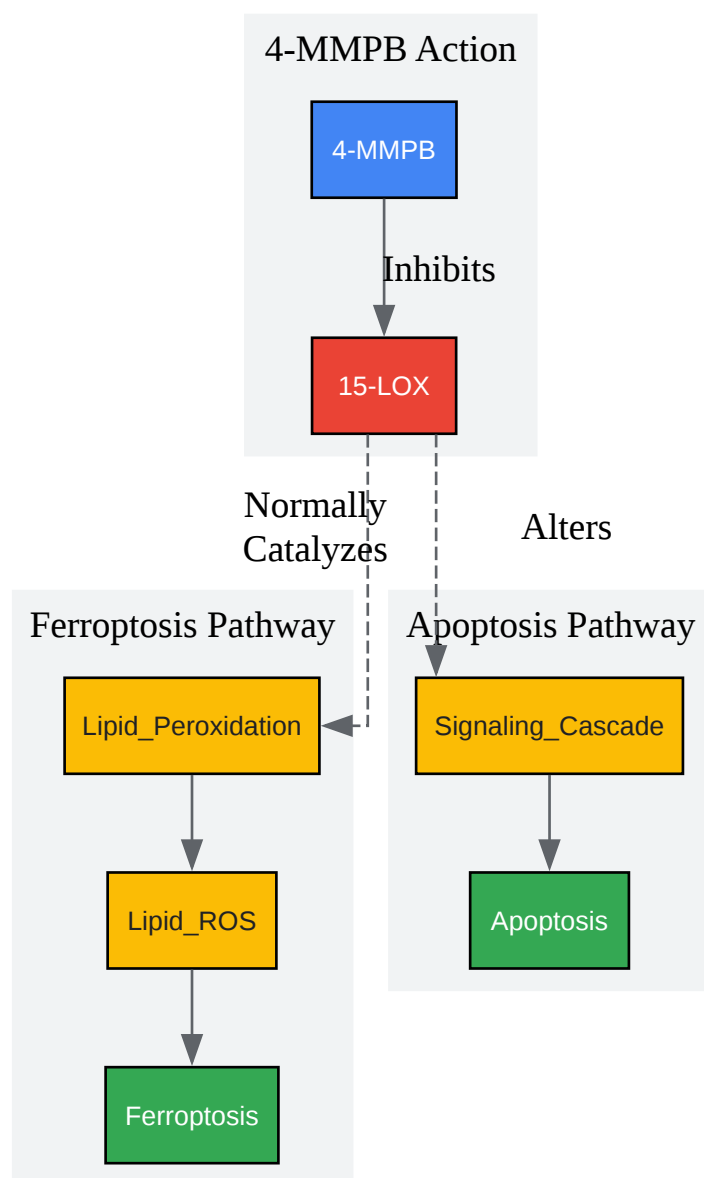 4-MMPB Action
4-MMPB
Inhibits
15-LOX
Normally
Catalyzes
Alters
Ferroptosis Pathway
Apoptosis Pathway
Lipid_Peroxidation
Signaling_Cascade
Lipid_ROS
Apoptosis
Ferroptosis